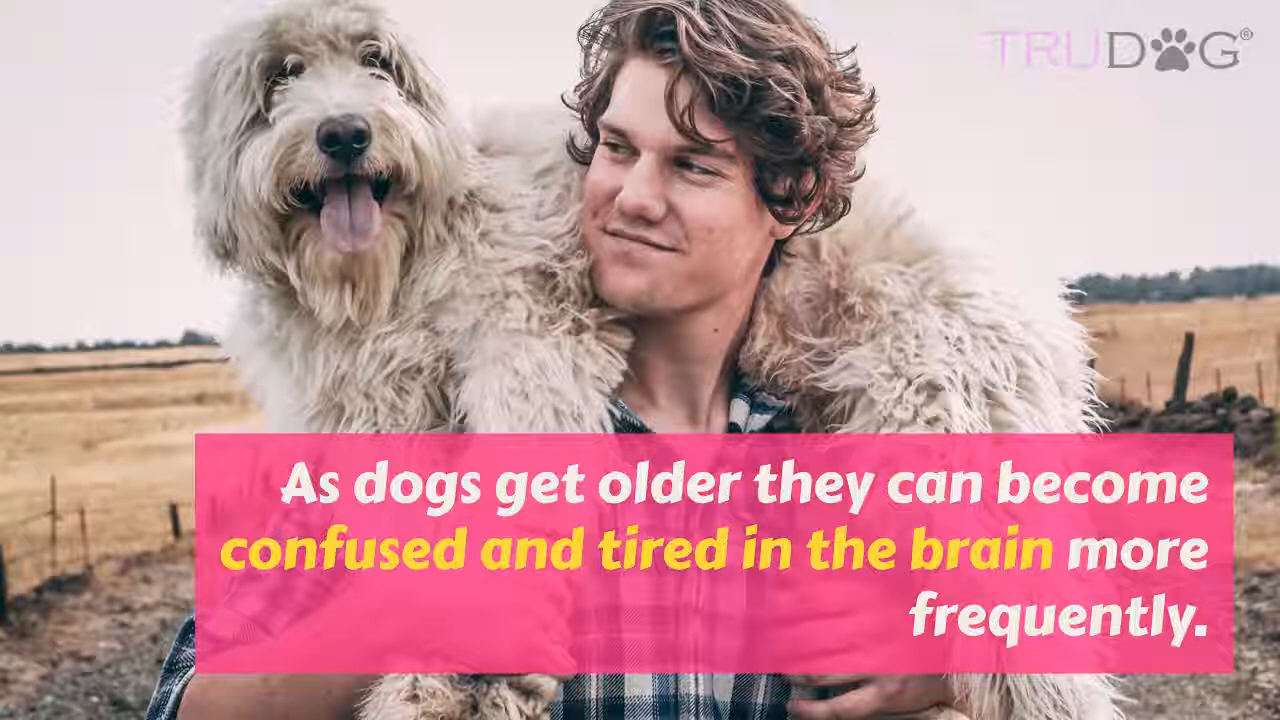 TRUDOG®
As dogs get older they can become
confused and tired in the brain more
frequently.